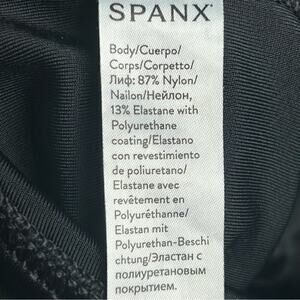 SPANX
Body/Cuerpo/
Corps/Corpetto/
Лиф: 87% Nylon/
Nailon/Нейлон,
13% Elastane with
Polyurethane
coating/Elastano
con revestimiento
de poliuretano/
Elastane avec
revêtement en
Polyuréthanne/
Elastan mit
Polyurethan-Beschi
chtung/Эластан с
полиуретановым
покрытием.